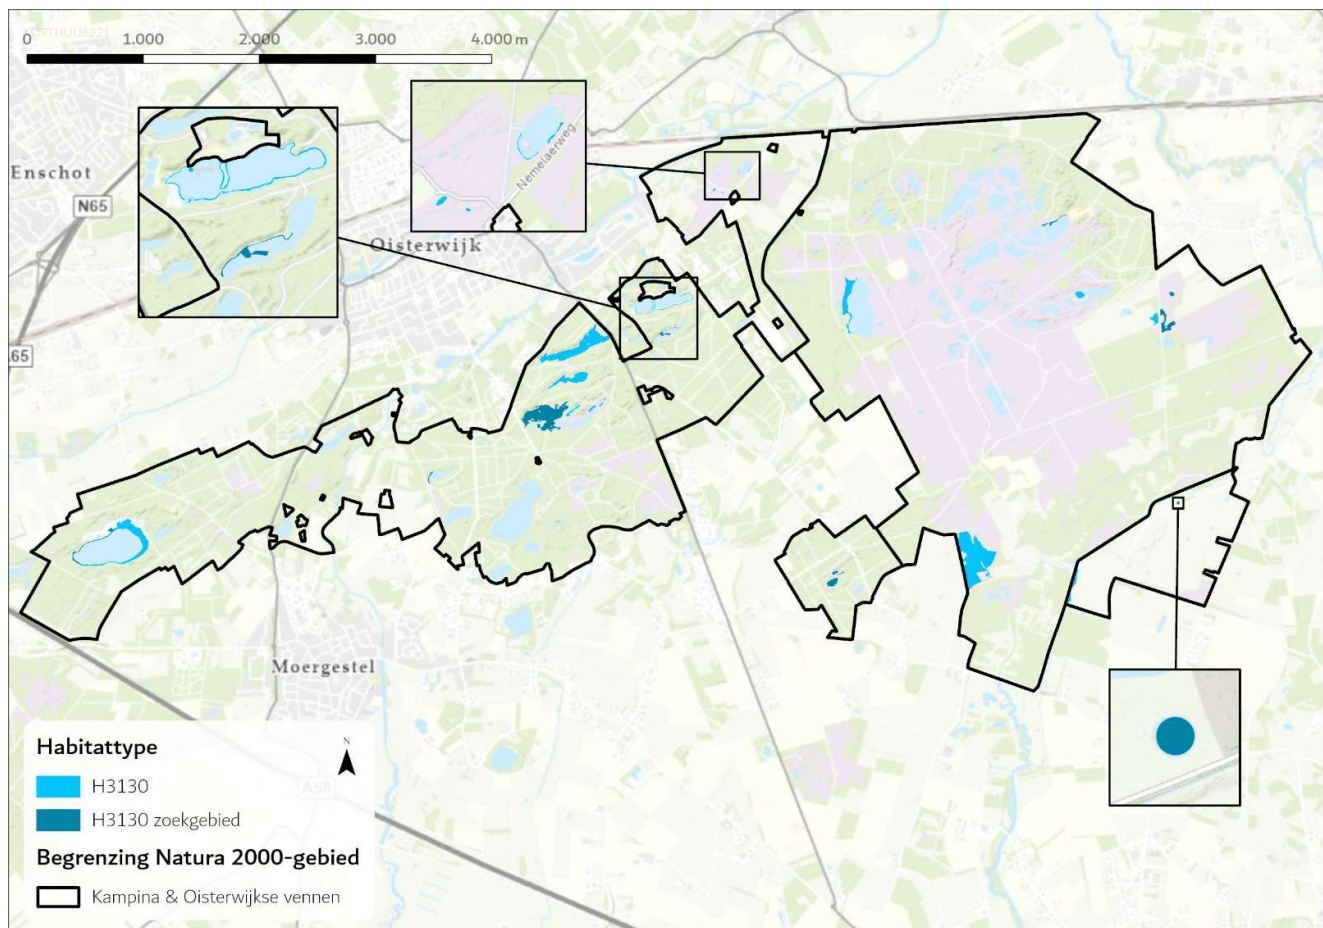 0 1.000 2.000 3.000 4.000 m
Enschot
N65
Oisterwijk
Nemelaerweg
65
Moergestel
A58
Habitattype
N
H3130
H3130 zoekgebied
Begrenzing Natura 2000-gebied
Kampina & Oisterwijkse vennen